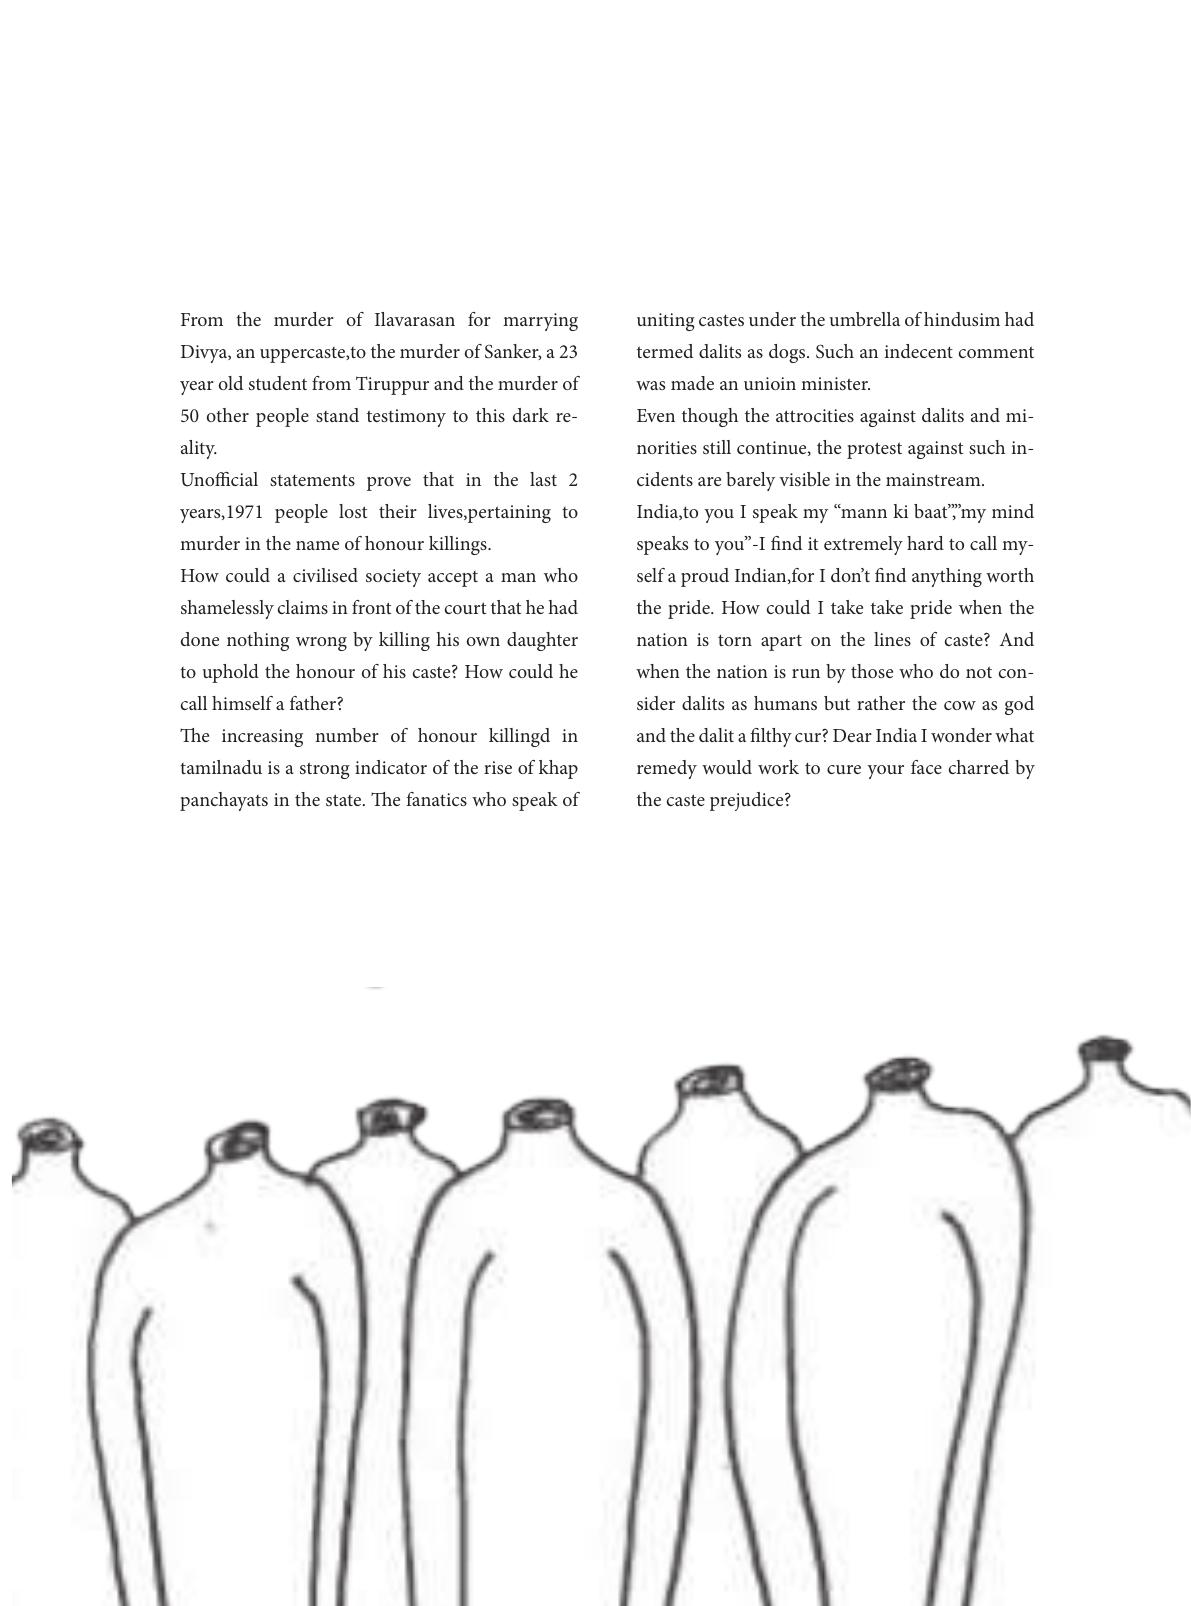 From the murder of Ilavarasan for marrying
Divya, an uppercaste,to the murder of Sanker, a 23
year old student from Tiruppur and the murder of
50 other people stand testimony to this dark re-
ality.
Unofficial statements prove that in the last 2
years,1971 people lost their lives,pertaining to
murder in the name of honour killings.
How could a civilised society accept a man who
shamelessly claims in front of the court that he had
done nothing wrong by killing his own daughter
to uphold the honour of his caste? How could he
call himself a father?
The increasing number of honour killingd in
tamilnadu is a strong indicator of the rise of khap
panchayats in the state. The fanatics who speak of
uniting castes under the umbrella of hindusim had
termed dalits as dogs. Such an indecent comment
was made an unioin minister.
Even though the attrocities against dalits and mi-
norities still continue, the protest against such in-
cidents are barely visible in the mainstream.
India,to you I speak my “mann ki baat”,”my mind
speaks to you”-I find it extremely hard to call my-
self a proud Indian,for I don’t find anything worth
the pride. How could I take take pride when the
nation is torn apart on the lines of caste? And
when the nation is run by those who do not con-
sider dalits as humans but rather the cow as god
and the dalit a filthy cur? Dear India I wonder what
remedy would work to cure your face charred by
the caste prejudice?